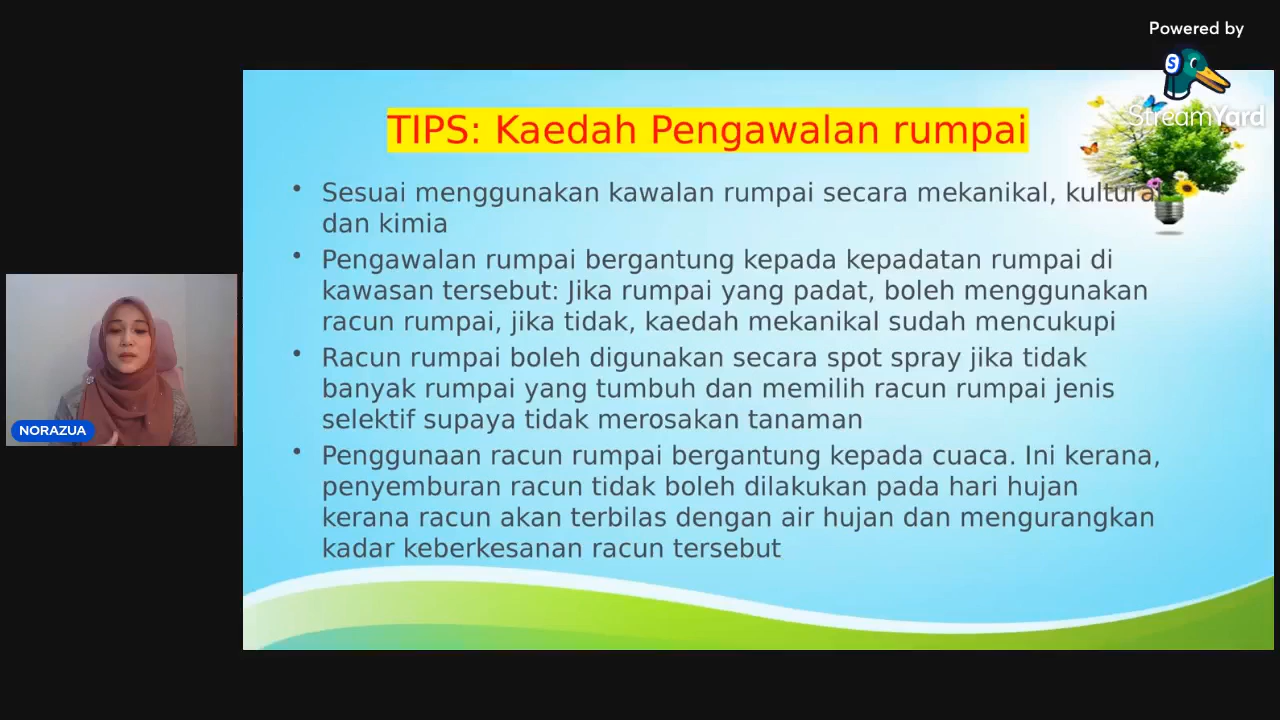 Powered by
StreamYard
TIPS: Kaedah Pengawalan rumpai
• Sesuai menggunakan kawalan rumpai secara mekanikal, kultural
dan kimia
• Pengawalan rumpai bergantung kepada kepadatan rumpai di
kawasan tersebut: Jika rumpai yang padat, boleh menggunakan
racun rumpai, jika tidak, kaedah mekanikal sudah mencukupi
• Racun rumpai boleh digunakan secara spot spray jika tidak
banyak rumpai yang tumbuh dan memilih racun rumpai jenis
selektif supaya tidak merosakan tanaman
• Penggunaan racun rumpai bergantung kepada cuaca. Ini kerana,
penyemburan racun tidak boleh dilakukan pada hari hujan
kerana racun akan terbilas dengan air hujan dan mengurangkan
kadar keberkesanan racun tersebut
NORAZUA